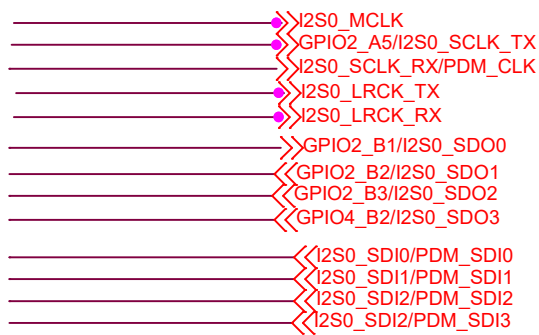 I2S0_MCLK
GPIO2_A5/I2S0_SCLK_TX
I2S0_SCLK_RX/PDM_CLK
I2S0_LRCK_TX
I2S0_LRCK_RX
GPIO2_B1/I2S0_SDO0
GPIO2_B2/I2S0_SDO1
GPIO2_B3/I2S0_SDO2
GPIO4_B2/I2S0_SDO3
I2S0_SDI0/PDM_SDI0
I2S0_SDI1/PDM_SDI1
I2S0_SDI2/PDM_SDI2
I2S0_SDI2/PDM_SDI3